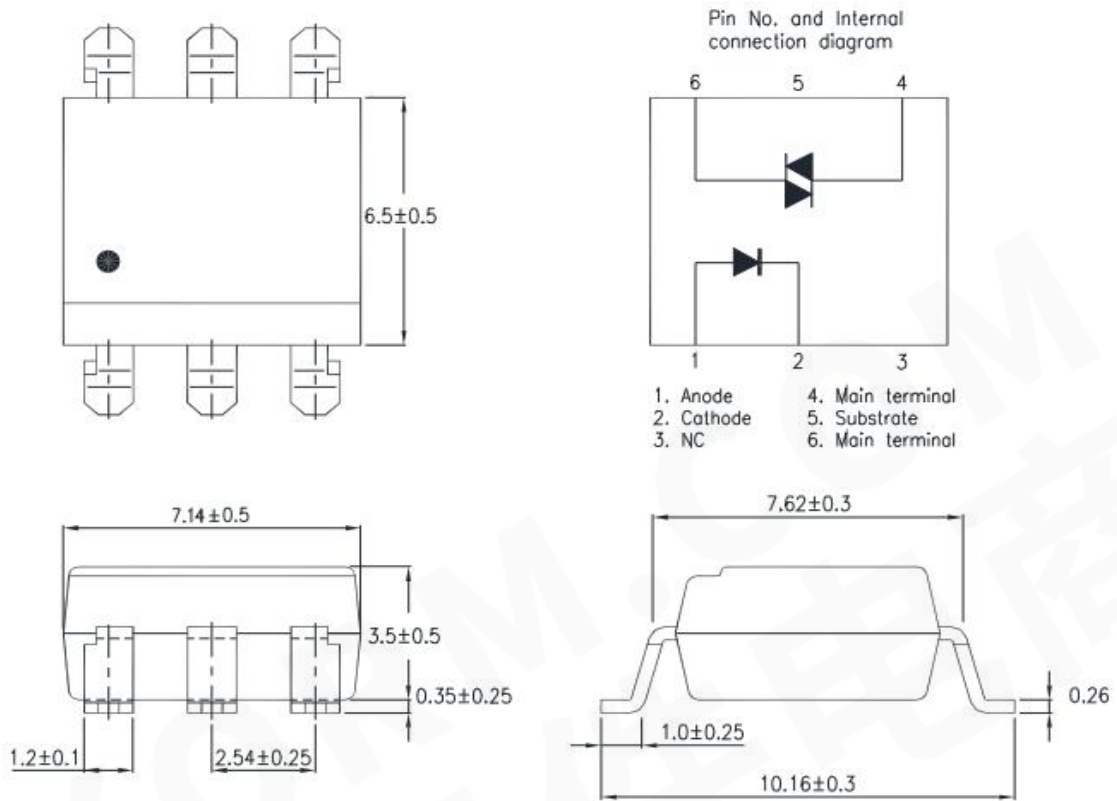 Pin No. and Internal
connection diagram
6 5 4
6.5±0.5
1 2 3
1. Anode 4. Main terminal
2. Cathode 5. Substrate
3. NC 6. Main terminal
7.14±0.5
7.62±0.3
3.5±0.5
0.35±0.25
0.26
1.2±0.1
2.54±0.25
1.0±0.25
10.16±0.3